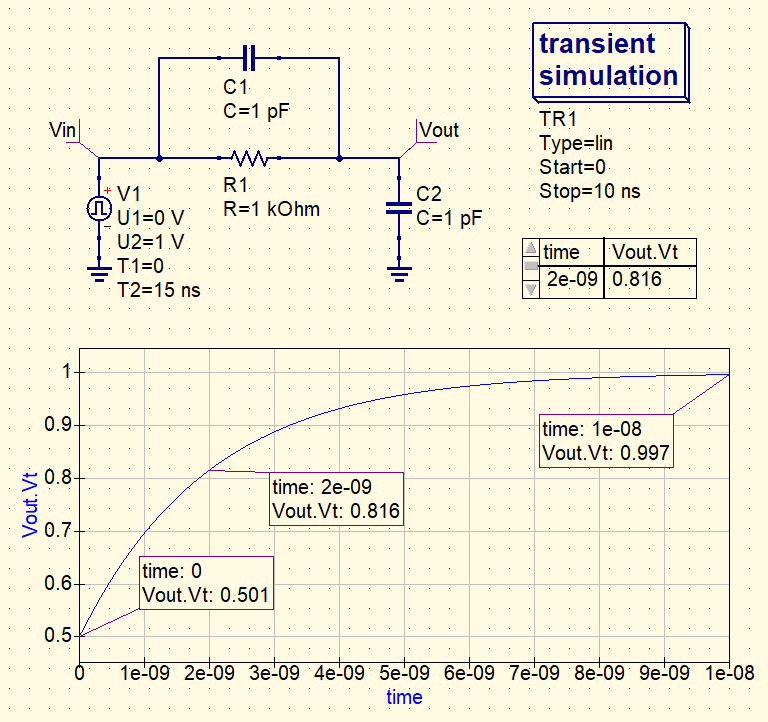 transient
simulation
TR1
Type=lin
Start=0
Stop=10 ns
C1
C=1 pF
Vin
Vout
R1
R=1 kOhm
V1
U1=0 V
U2=1 V
T1=0
T2=15 ns
+
C2
C=1 pF
time Vout.Vt
2e-09 0.816
1
0.9
0.8
0.7
0.6
0.5
Vout.Vt
time: 1e-08
Vout.Vt: 0.997
time: 2e-09
Vout.Vt: 0.816
time: 0
Vout.Vt: 0.501
0 1e-09 2e-09 3e-09 4e-09 5e-09 6e-09 7e-09 8e-09 9e-09 1e-08
time